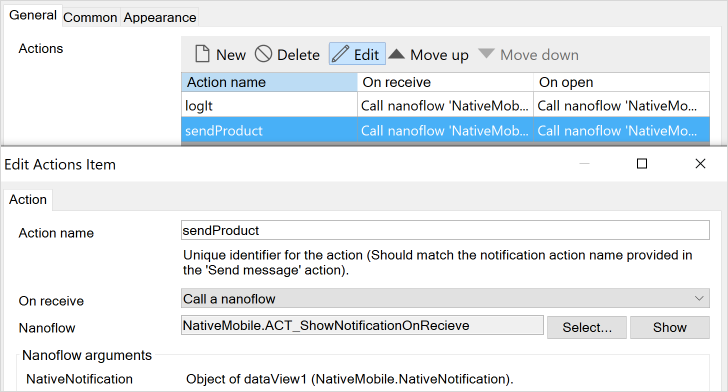 General Common Appearance
Actions New Delete Edit Move up Move down
Action name On receive On open
logIt Call nanoflow 'NativeMob... Call nanoflow 'NativeMo...
sendProduct Call nanoflow 'NativeMob... Call nanoflow 'NativeMo...
Edit Actions Item
Action
Action name sendProduct
Unique identifier for the action (Should match the notification action name provided in
the 'Send message' action).
On receive Call a nanoflow
Nanoflow NativeMobile.ACT_ShowNotificationOnRecieve Select... Show
Nanoflow arguments
NativeNotification Object of dataView1 (NativeMobile.NativeNotification).